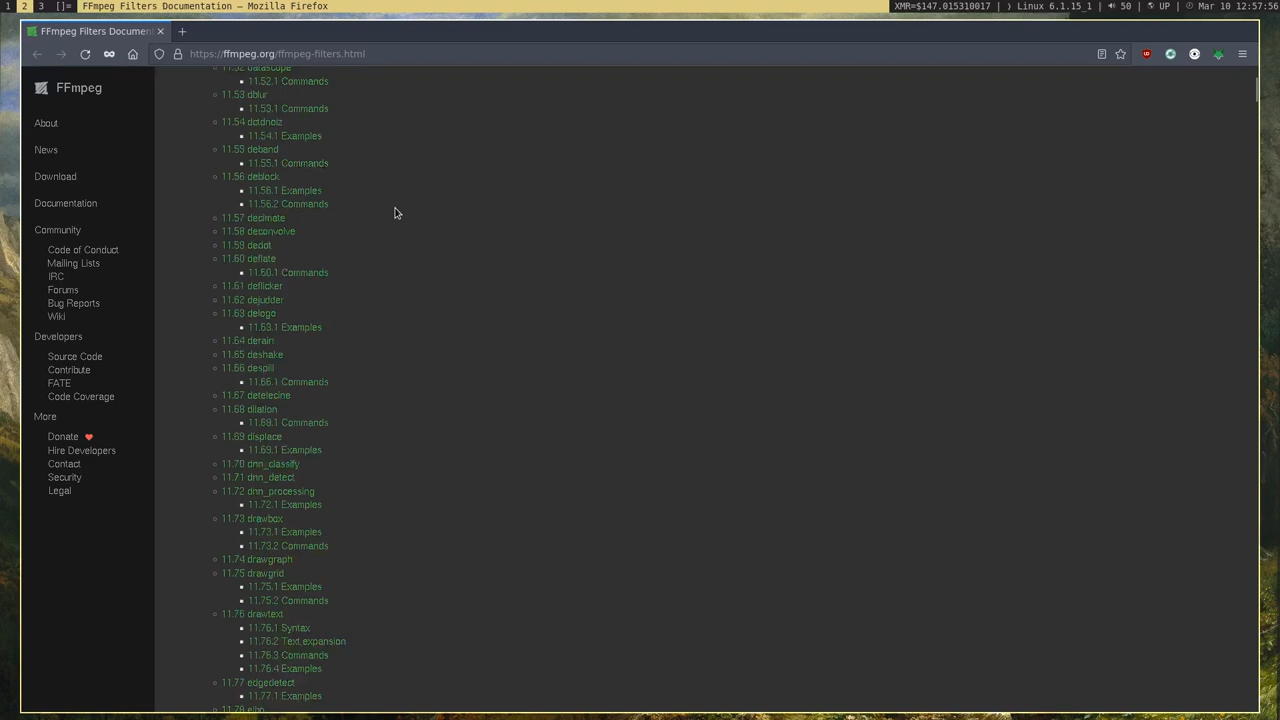 1 2 3 []= FFmpeg Filters Documentation — Mozilla Firefox XMR=$147.015310017 | Linux 6.1.15_1 | 50 | UP | Mar 10 12:57:56
FFmpeg Filters Document
https://ffmpeg.org/ffmpeg-filters.html
FFmpeg
About
News
Download
Documentation
Community
Code of Conduct
Mailing Lists
IRC
Forums
Bug Reports
Wiki
Developers
Source Code
Contribute
FATE
Code Coverage
More
Donate
Hire Developers
Contact
Security
Legal
11.52 datascope
11.52.1 Commands
11.53 dblur
11.53.1 Commands
11.54 dctdnoiz
11.54.1 Examples
11.55 deband
11.55.1 Commands
11.56 deblock
11.56.1 Examples
11.56.2 Commands
11.57 decimate
11.58 deconvolve
11.59 dedot
11.60 deflate
11.60.1 Commands
11.61 deflicker
11.62 dejudder
11.63 delogo
11.63.1 Examples
11.64 derain
11.65 deshake
11.66 despill
11.66.1 Commands
11.67 detelecine
11.68 dilation
11.68.1 Commands
11.69 displace
11.69.1 Examples
11.70 dnn_classify
11.71 dnn_detect
11.72 dnn_processing
11.72.1 Examples
11.73 drawbox
11.73.1 Examples
11.73.2 Commands
11.74 drawgraph
11.75 drawgrid
11.75.1 Examples
11.75.2 Commands
11.76 drawtext
11.76.1 Syntax
11.76.2 Text expansion
11.76.3 Commands
11.76.4 Examples
11.77 edgedetect
11.77.1 Examples
11.78 elbg